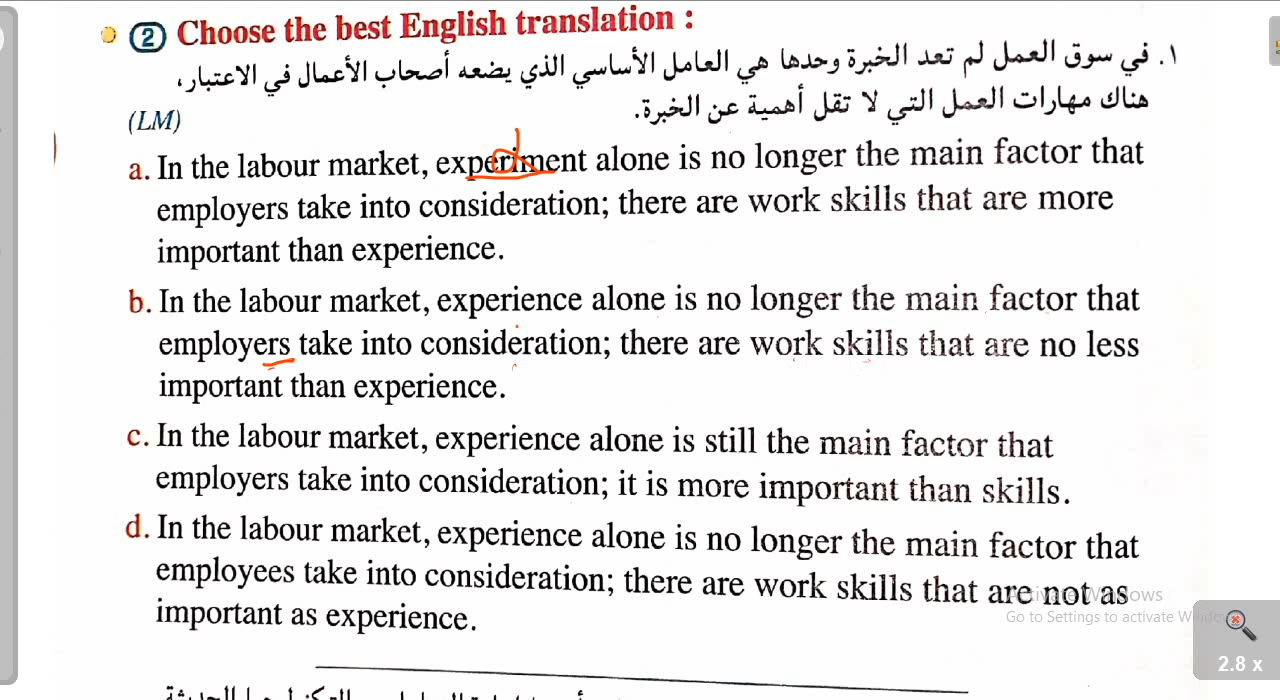 2 Choose the best English translation :
١. في سوق العمل لم تعد الخبرة وحدها هي العامل الأساسي الذي يضعه أصحاب الأعمال في الاعتبار،
هناك مهارات العمل التي لا تقل أهمية عن الخبرة.
(LM)
a. In the labour market, experiment alone is no longer the main factor that
employers take into consideration; there are work skills that are more
important than experience.
b. In the labour market, experience alone is no longer the main factor that
employers take into consideration; there are work skills that are no less
important than experience.
c. In the labour market, experience alone is still the main factor that
employers take into consideration; it is more important than skills.
d. In the labour market, experience alone is no longer the main factor that
employees take into consideration; there are work skills that are not as
important as experience.
Activate Windows
Go to Settings to activate Windows
2.8 x